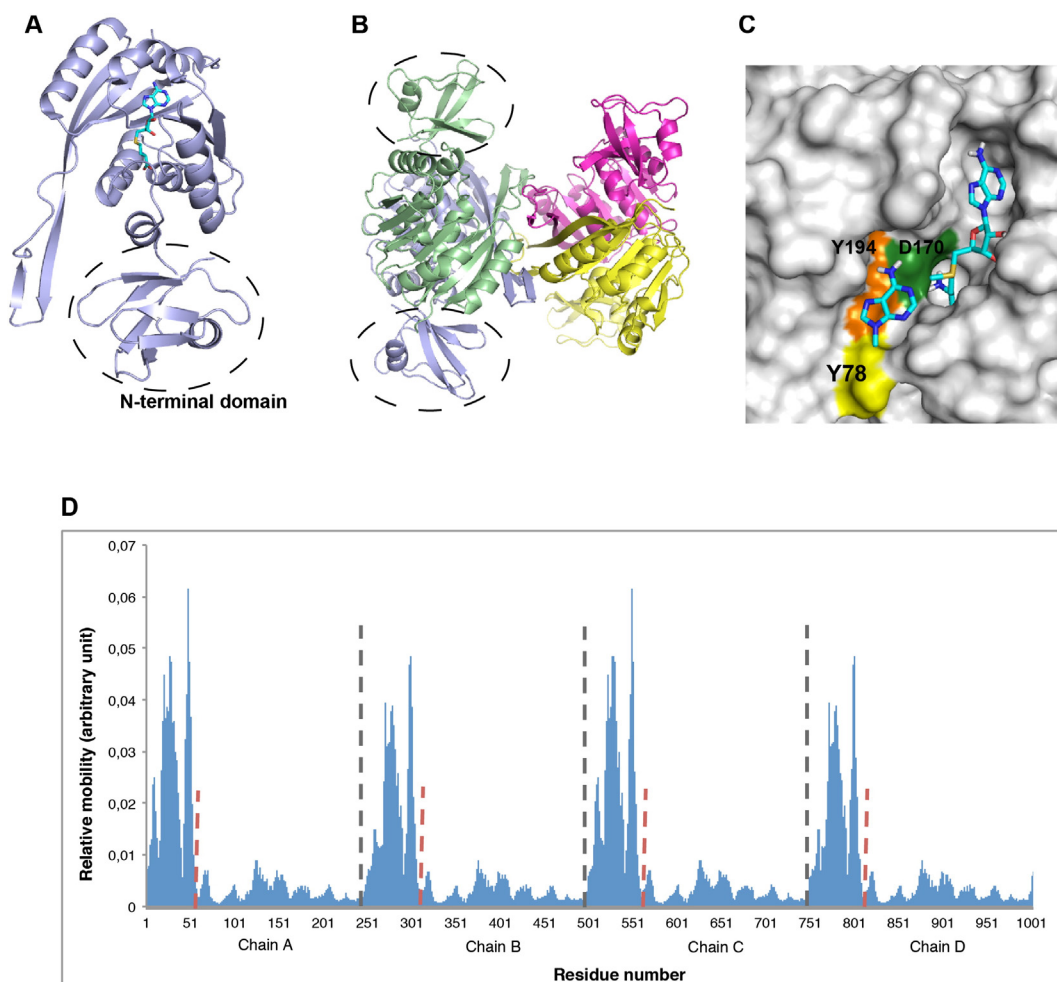 A
B
C
N-terminal domain
Y194 D170
Y78
D
Relative mobility (arbitrary unit)
0,07
0,06
0,05
0,04
0,03
0,02
0,01
0
1 51 101 151 201 251 301 351 401 451 501 551 601 651 701 751 801 851 901 951 1001
Chain A Chain B Chain C Chain D
Residue number